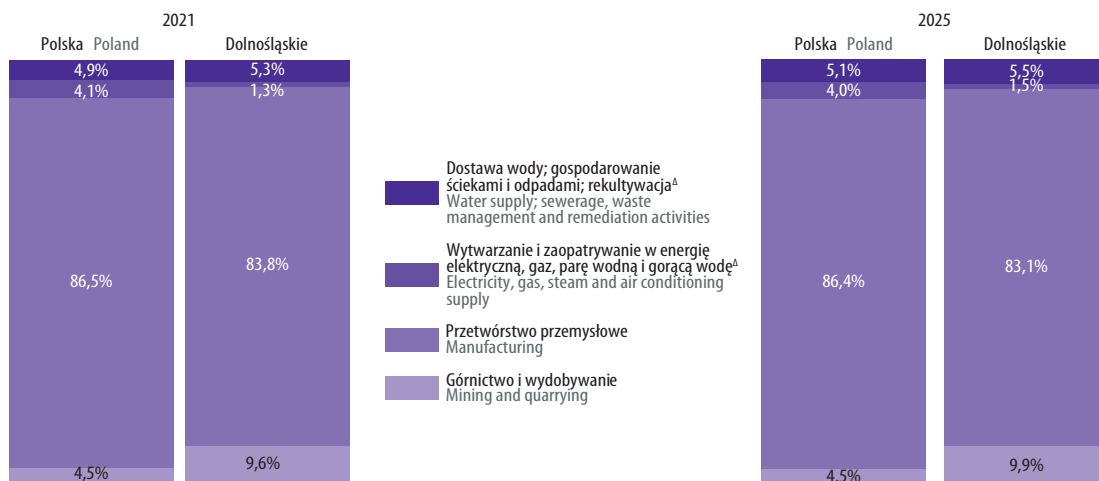 2021
Polska Poland
Dolnośląskie
4,9%
4,1%
86,5%
4,5%
5,3%
1,3%
83,8%
9,6%
Dostawa wody; gospodarowanie
ściekami i odpadami; rekultywacjaᐃ
Water supply; sewerage, waste
management and remediation activities
Wytwarzanie i zaopatrywanie w energię
elektryczną, gaz, parę wodną i gorącą wodęᐃ
Electricity, gas, steam and air conditioning
supply
Przetwórstwo przemysłowe
Manufacturing
Górnictwo i wydobywanie
Mining and quarrying
2025
Polska Poland
Dolnośląskie
5,1%
4,0%
86,4%
4,5%
5,5%
1,5%
83,1%
9,9%